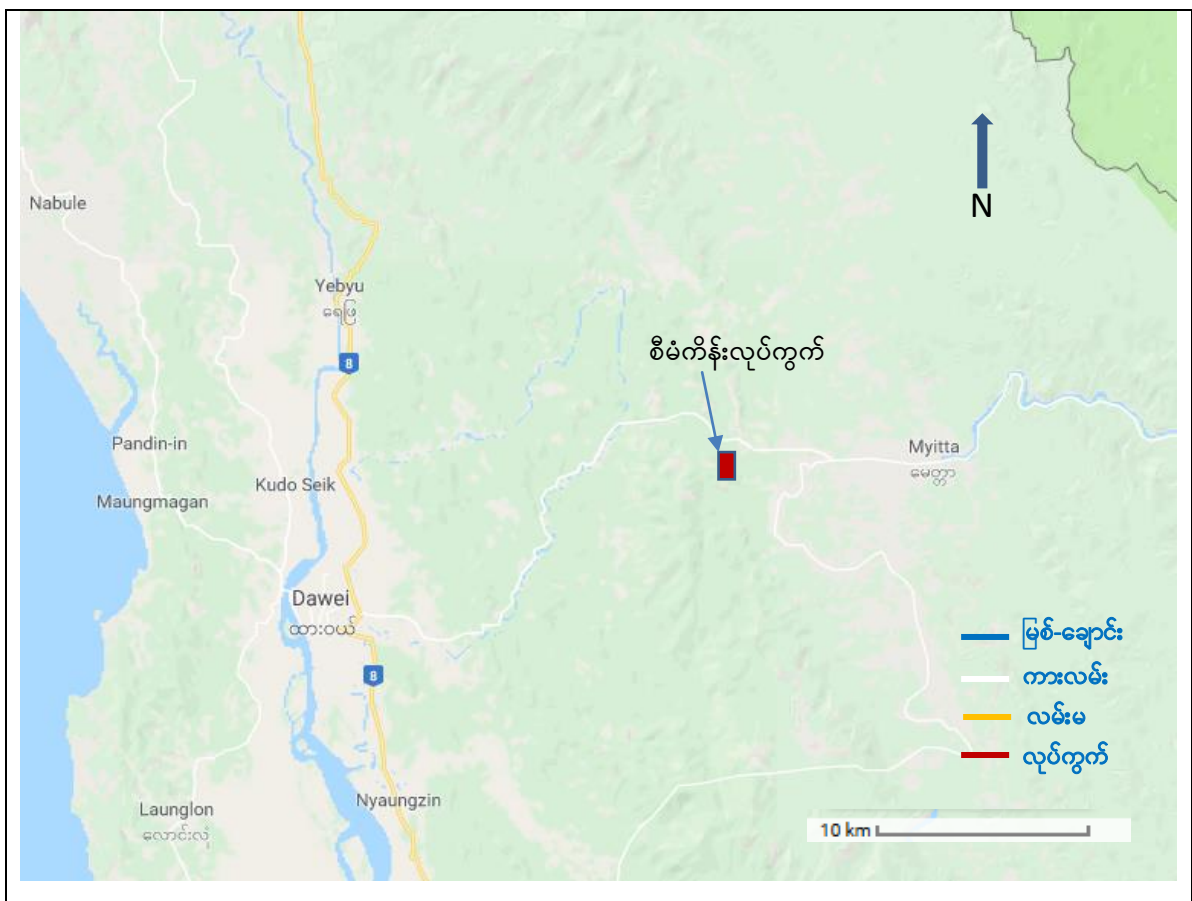 N
Nabule
Yebyu
ရေဖြူ
8
စီမံကိန်းလုပ်ကွက်
Pandin-in
Myitta
မေတ္တာ
Kudo Seik
Maungmagan
Dawei
ထားဝယ်
မြစ်-ချောင်း
8
ကားလမ်း
လမ်းမ
လုပ်ကွက်
Nyaungzin
Launglon
လောင်းလုံ
10 km